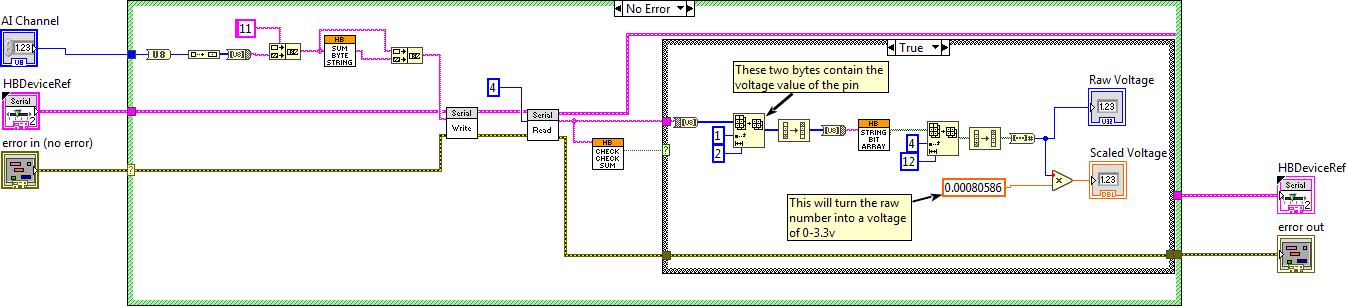 No Error
AI Channel
1.23
U8
U8
[U8]
11
HB
SUM
BYTE
STRING
HBDeviceRef
Serial
2
error in (no error)
?
4
Serial
Write
Serial
Read
HB
CHECK
CHECK
SUM
True
These two bytes contain the
voltage value of the pin
?
[U8]
1
2
[U8]
HB
STRING
BIT
ARRAY
4
12
Raw Voltage
1.23
U32
Scaled Voltage
1.23
DBL
0.00080586
This will turn the raw
number into a voltage
of 0-3.3v
HBDeviceRef
Serial
2
error out